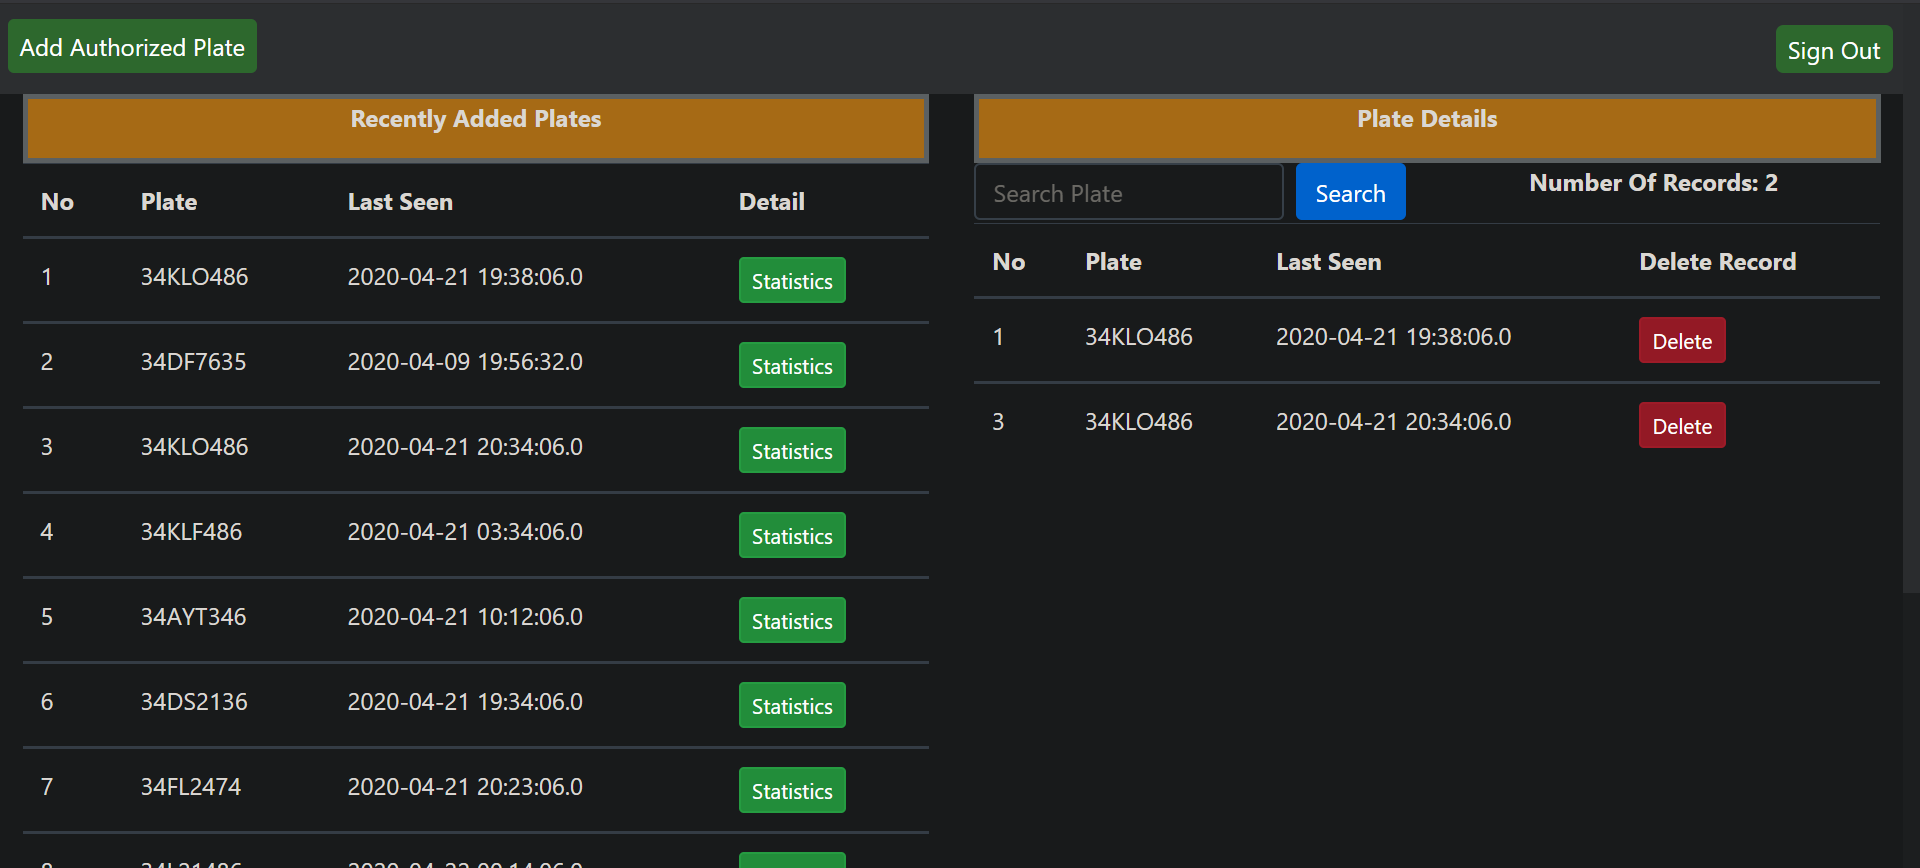 Add Authorized Plate
Sign Out
Recently Added Plates
No Plate Last Seen Detail
1 34KLO486 2020-04-21 19:38:06.0 Statistics
2 34DF7635 2020-04-09 19:56:32.0 Statistics
3 34KLO486 2020-04-21 20:34:06.0 Statistics
4 34KLF486 2020-04-21 03:34:06.0 Statistics
5 34AYT346 2020-04-21 10:12:06.0 Statistics
6 34DS2136 2020-04-21 19:34:06.0 Statistics
7 34FL2474 2020-04-21 20:23:06.0 Statistics
Plate Details
Search Plate Search Number Of Records: 2
No Plate Last Seen Delete Record
1 34KLO486 2020-04-21 19:38:06.0 Delete
3 34KLO486 2020-04-21 20:34:06.0 Delete